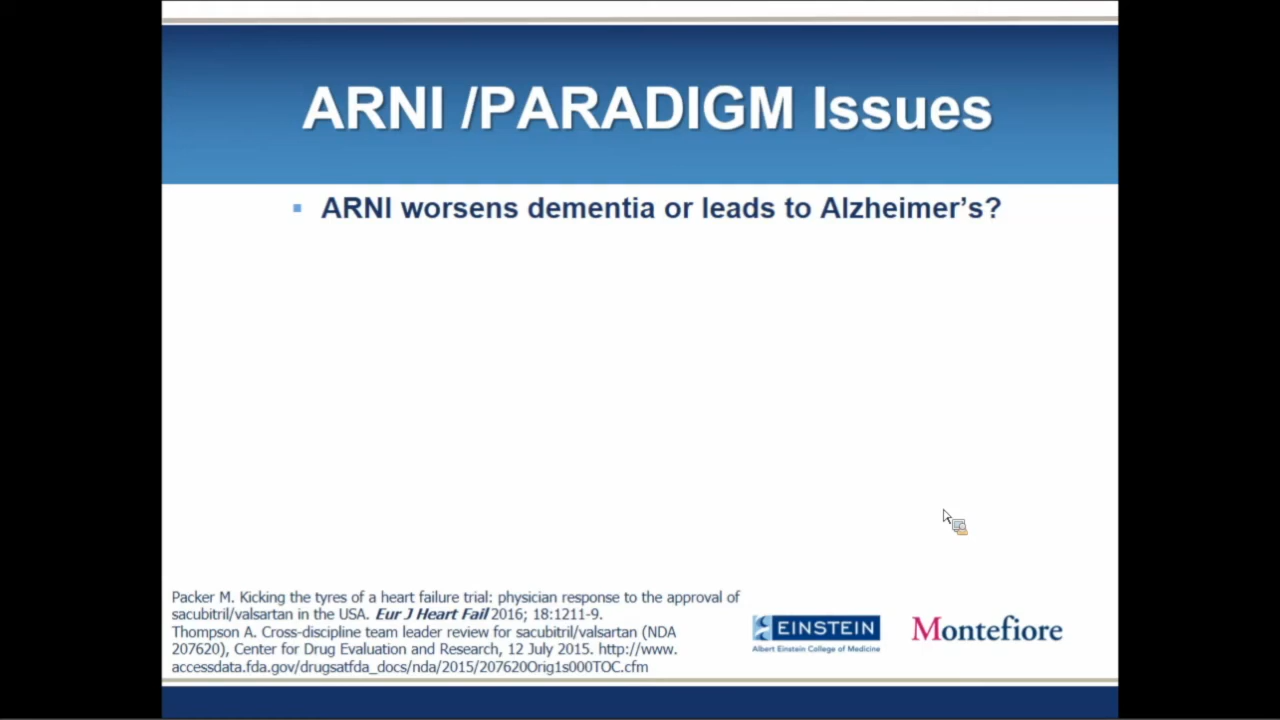 ARNI /PARADIGM Issues
▪ ARNI worsens dementia or leads to Alzheimer’s?
Packer M. Kicking the tyres of a heart failure trial: physician response to the approval of
sacubitril/valsartan in the USA. Eur J Heart Fail 2016; 18:1211-9.
Thompson A. Cross-discipline team leader review for sacubitril/valsartan (NDA
207620), Center for Drug Evaluation and Research, 12 July 2015. http://www.
accessdata.fda.gov/drugsatfda_docs/nda/2015/207620Orig1s000TOC.cfm
EINSTEIN
Albert Einstein College of Medicine
Montefiore